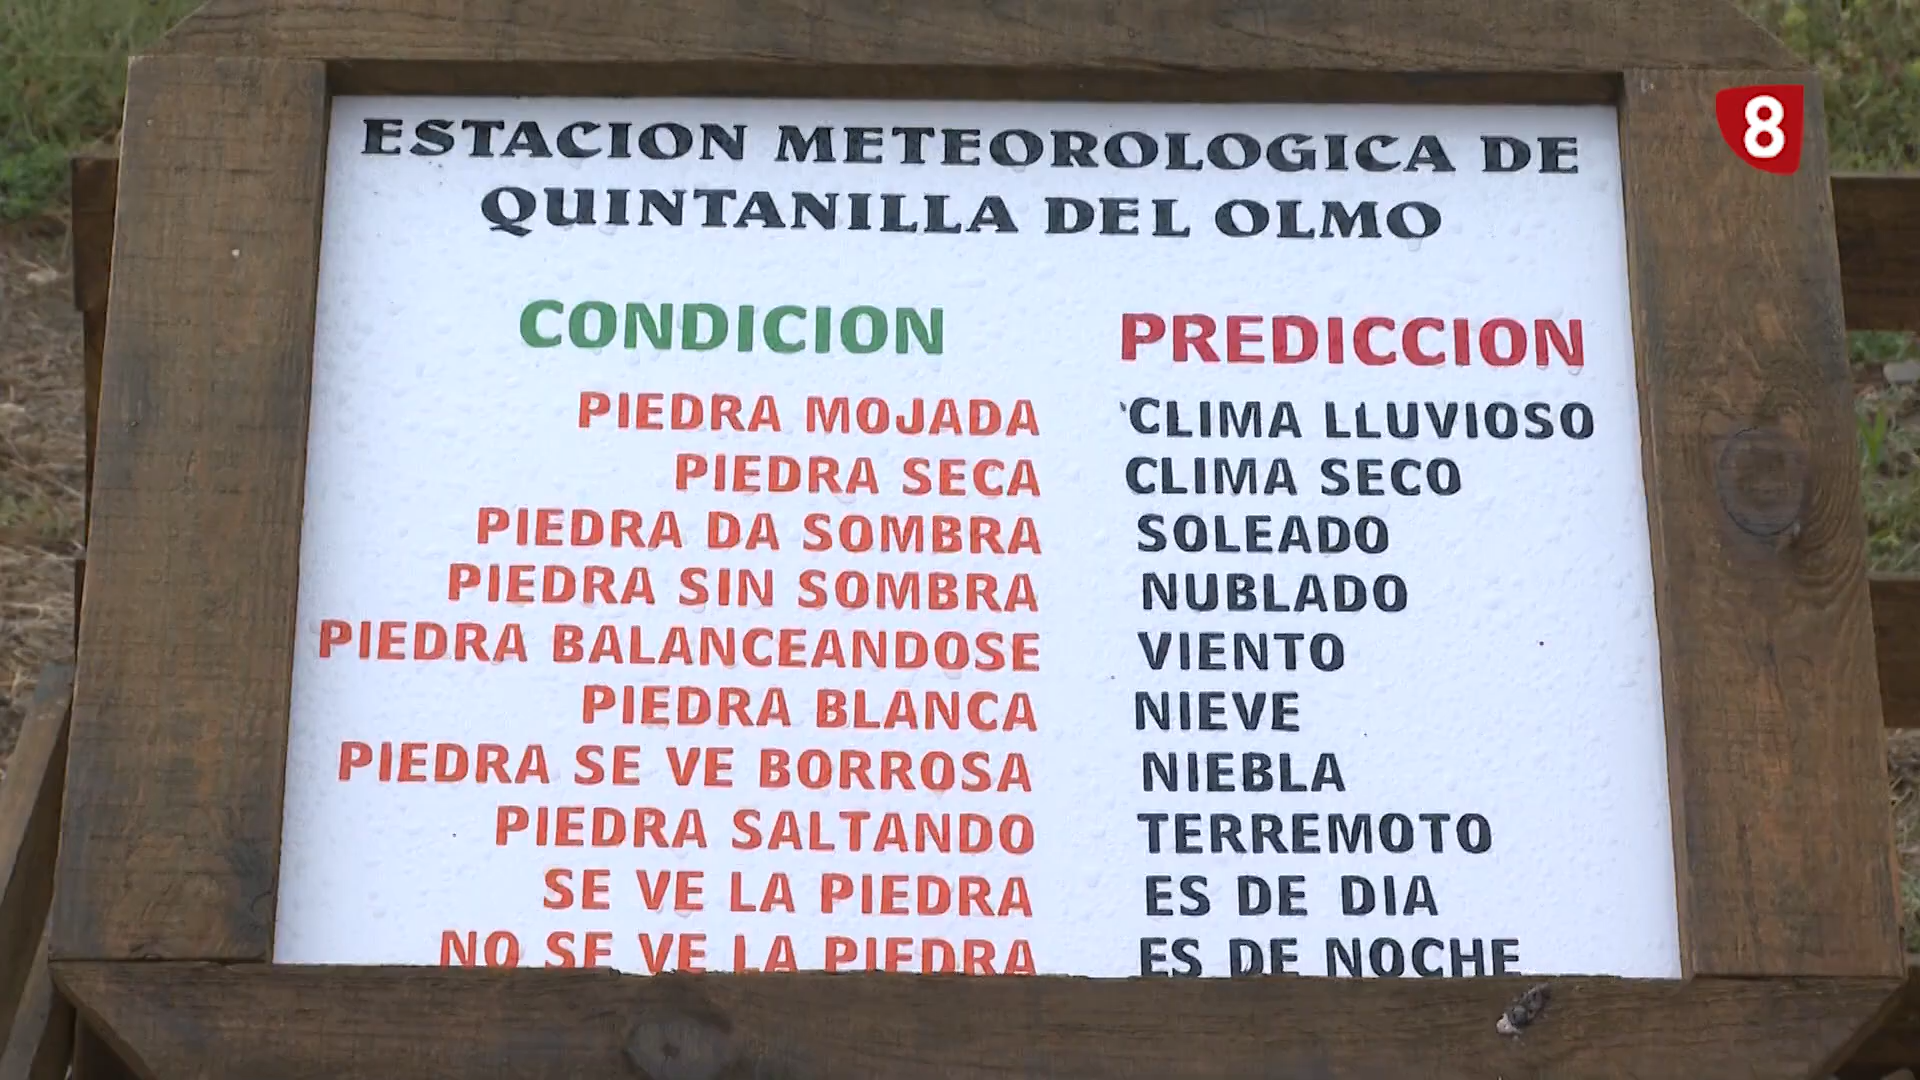 ESTACION METEOROLOGICA DE
QUINTANILLA DEL OLMO
CONDICION PREDICCION
PIEDRA MOJADA CLIMA LLUVIOSO
PIEDRA SECA CLIMA SECO
PIEDRA DA SOMBRA SOLEADO
PIEDRA SIN SOMBRA NUBLADO
PIEDRA BALANCEANDOSE VIENTO
PIEDRA BLANCA NIEVE
PIEDRA SE VE BORROSA NIEBLA
PIEDRA SALTANDO TERREMOTO
SE VE LA PIEDRA ES DE DIA
NO SE VE LA PIEDRA ES DE NOCHE
8